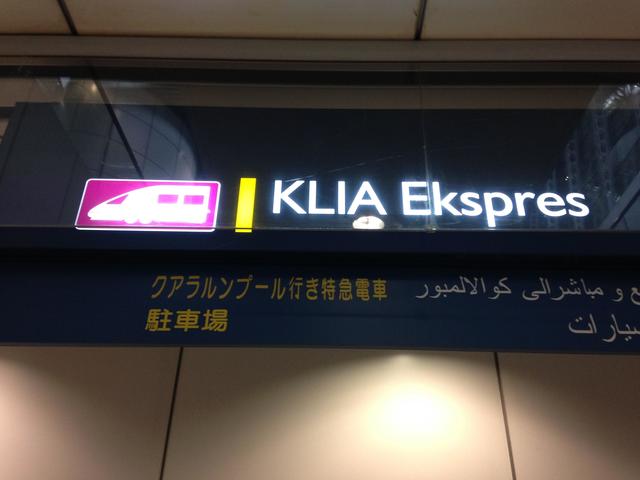 KLIA Ekspres
クアラルンプール行き特急電車
و مباشرالى كوالالمبور
駐車場